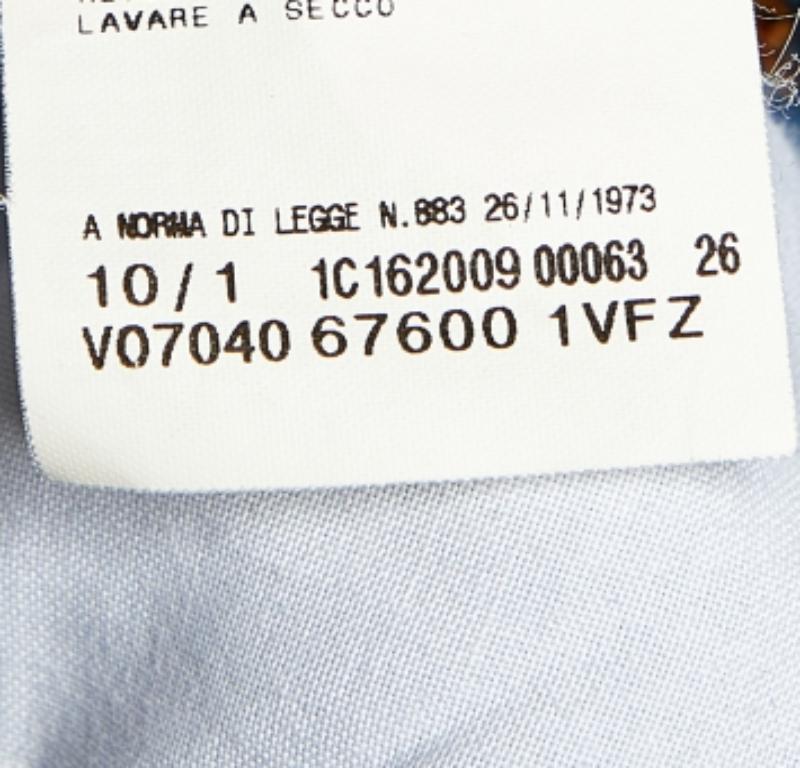 LAVARE A SECCO
A NORMA DI LEGGE N.883 26/11/1973
10/1 1C162009 00063 26
V07040 67600 1VFZ